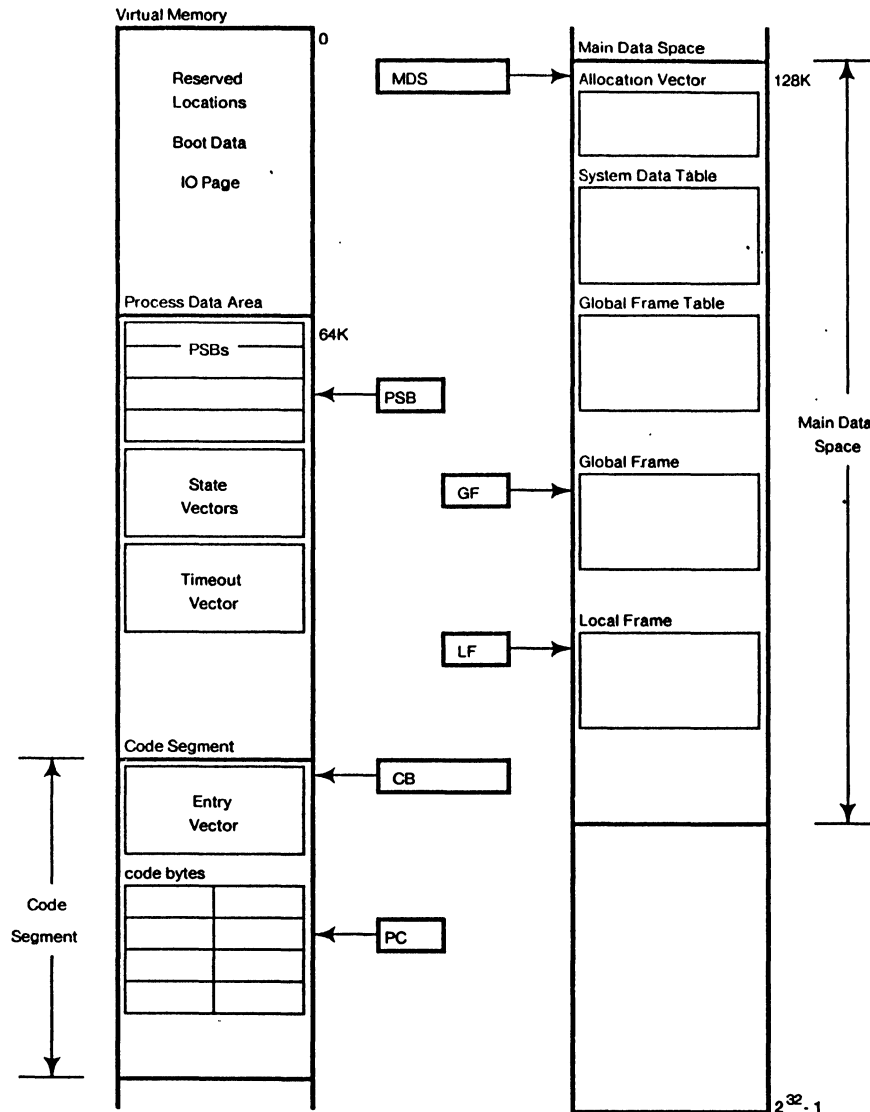 Virtual Memory
0
Reserved
Locations
Boot Data
IO Page
Process Data Area
64K
PSBs
PSB
State
Vectors
Timeout
Vector
Code Segment
CB
Entry
Vector
code bytes
Code
Segment
PC
Main Data Space
MDS
Allocation Vector
128K
System Data Table
Global Frame Table
Main Data
Space
Global Frame
GF
Local Frame
LF
2³² - 1